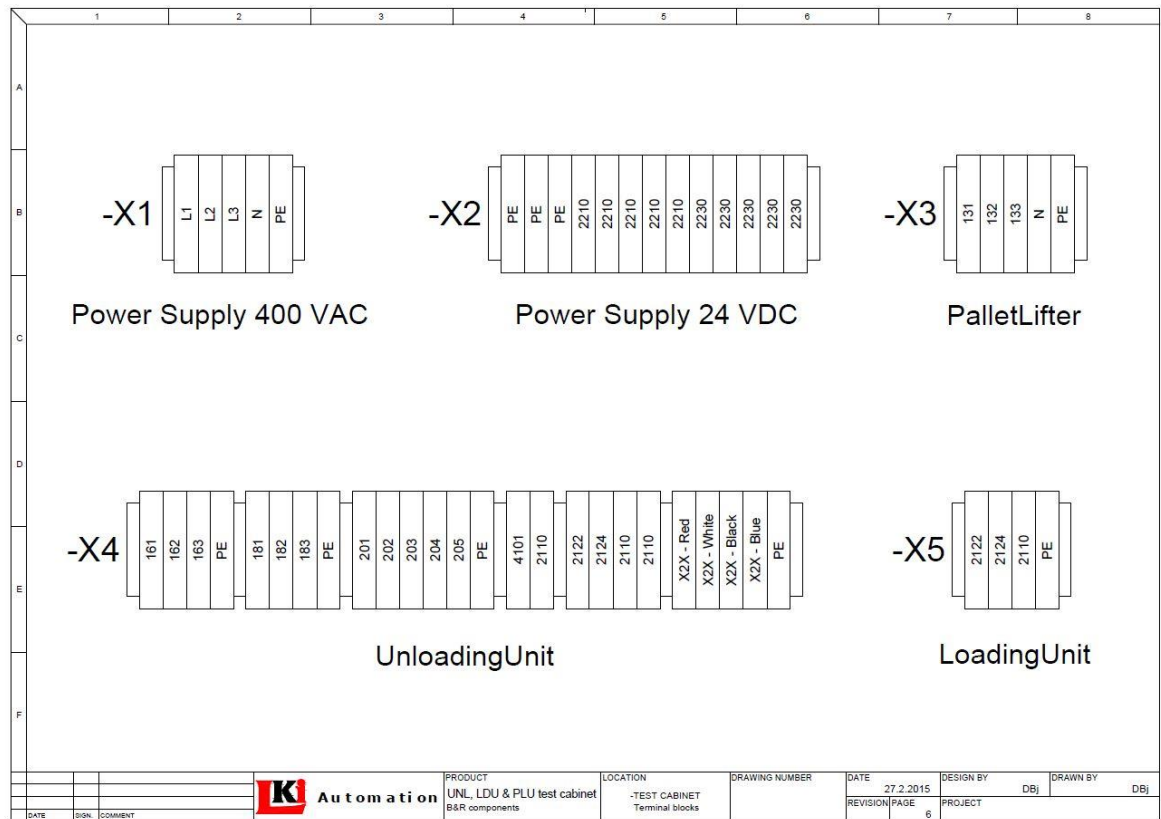 1 2 3 4 5 6 7 8
A
B
C
D
E
F
-X1 L1 L2 L3 N PE
Power Supply 400 VAC
-X2 PE PE PE 2210 2210 2210 2210 2210 2230 2230 2230 2230 2230
Power Supply 24 VDC
-X3 131 132 133 N PE
PalletLifter
-X4 161 162 163 PE 181 182 183 PE 201 202 203 204 205 PE 4101 2110 2122 2124 2110 2110 X2X - Red X2X - White X2X - Black X2X - Blue PE
UnloadingUnit
-X5 2122 2124 2110 PE
LoadingUnit
DATE SIGN. COMMENT
LKi Automation
PRODUCT
UNL, LDU & PLU test cabinet
B&R components
LOCATION
-TEST CABINET
Terminal blocks
DRAWING NUMBER
DATE
27.2.2015
REVISION PAGE
6
DESIGN BY
DBj
PROJECT
DRAWN BY
DBj